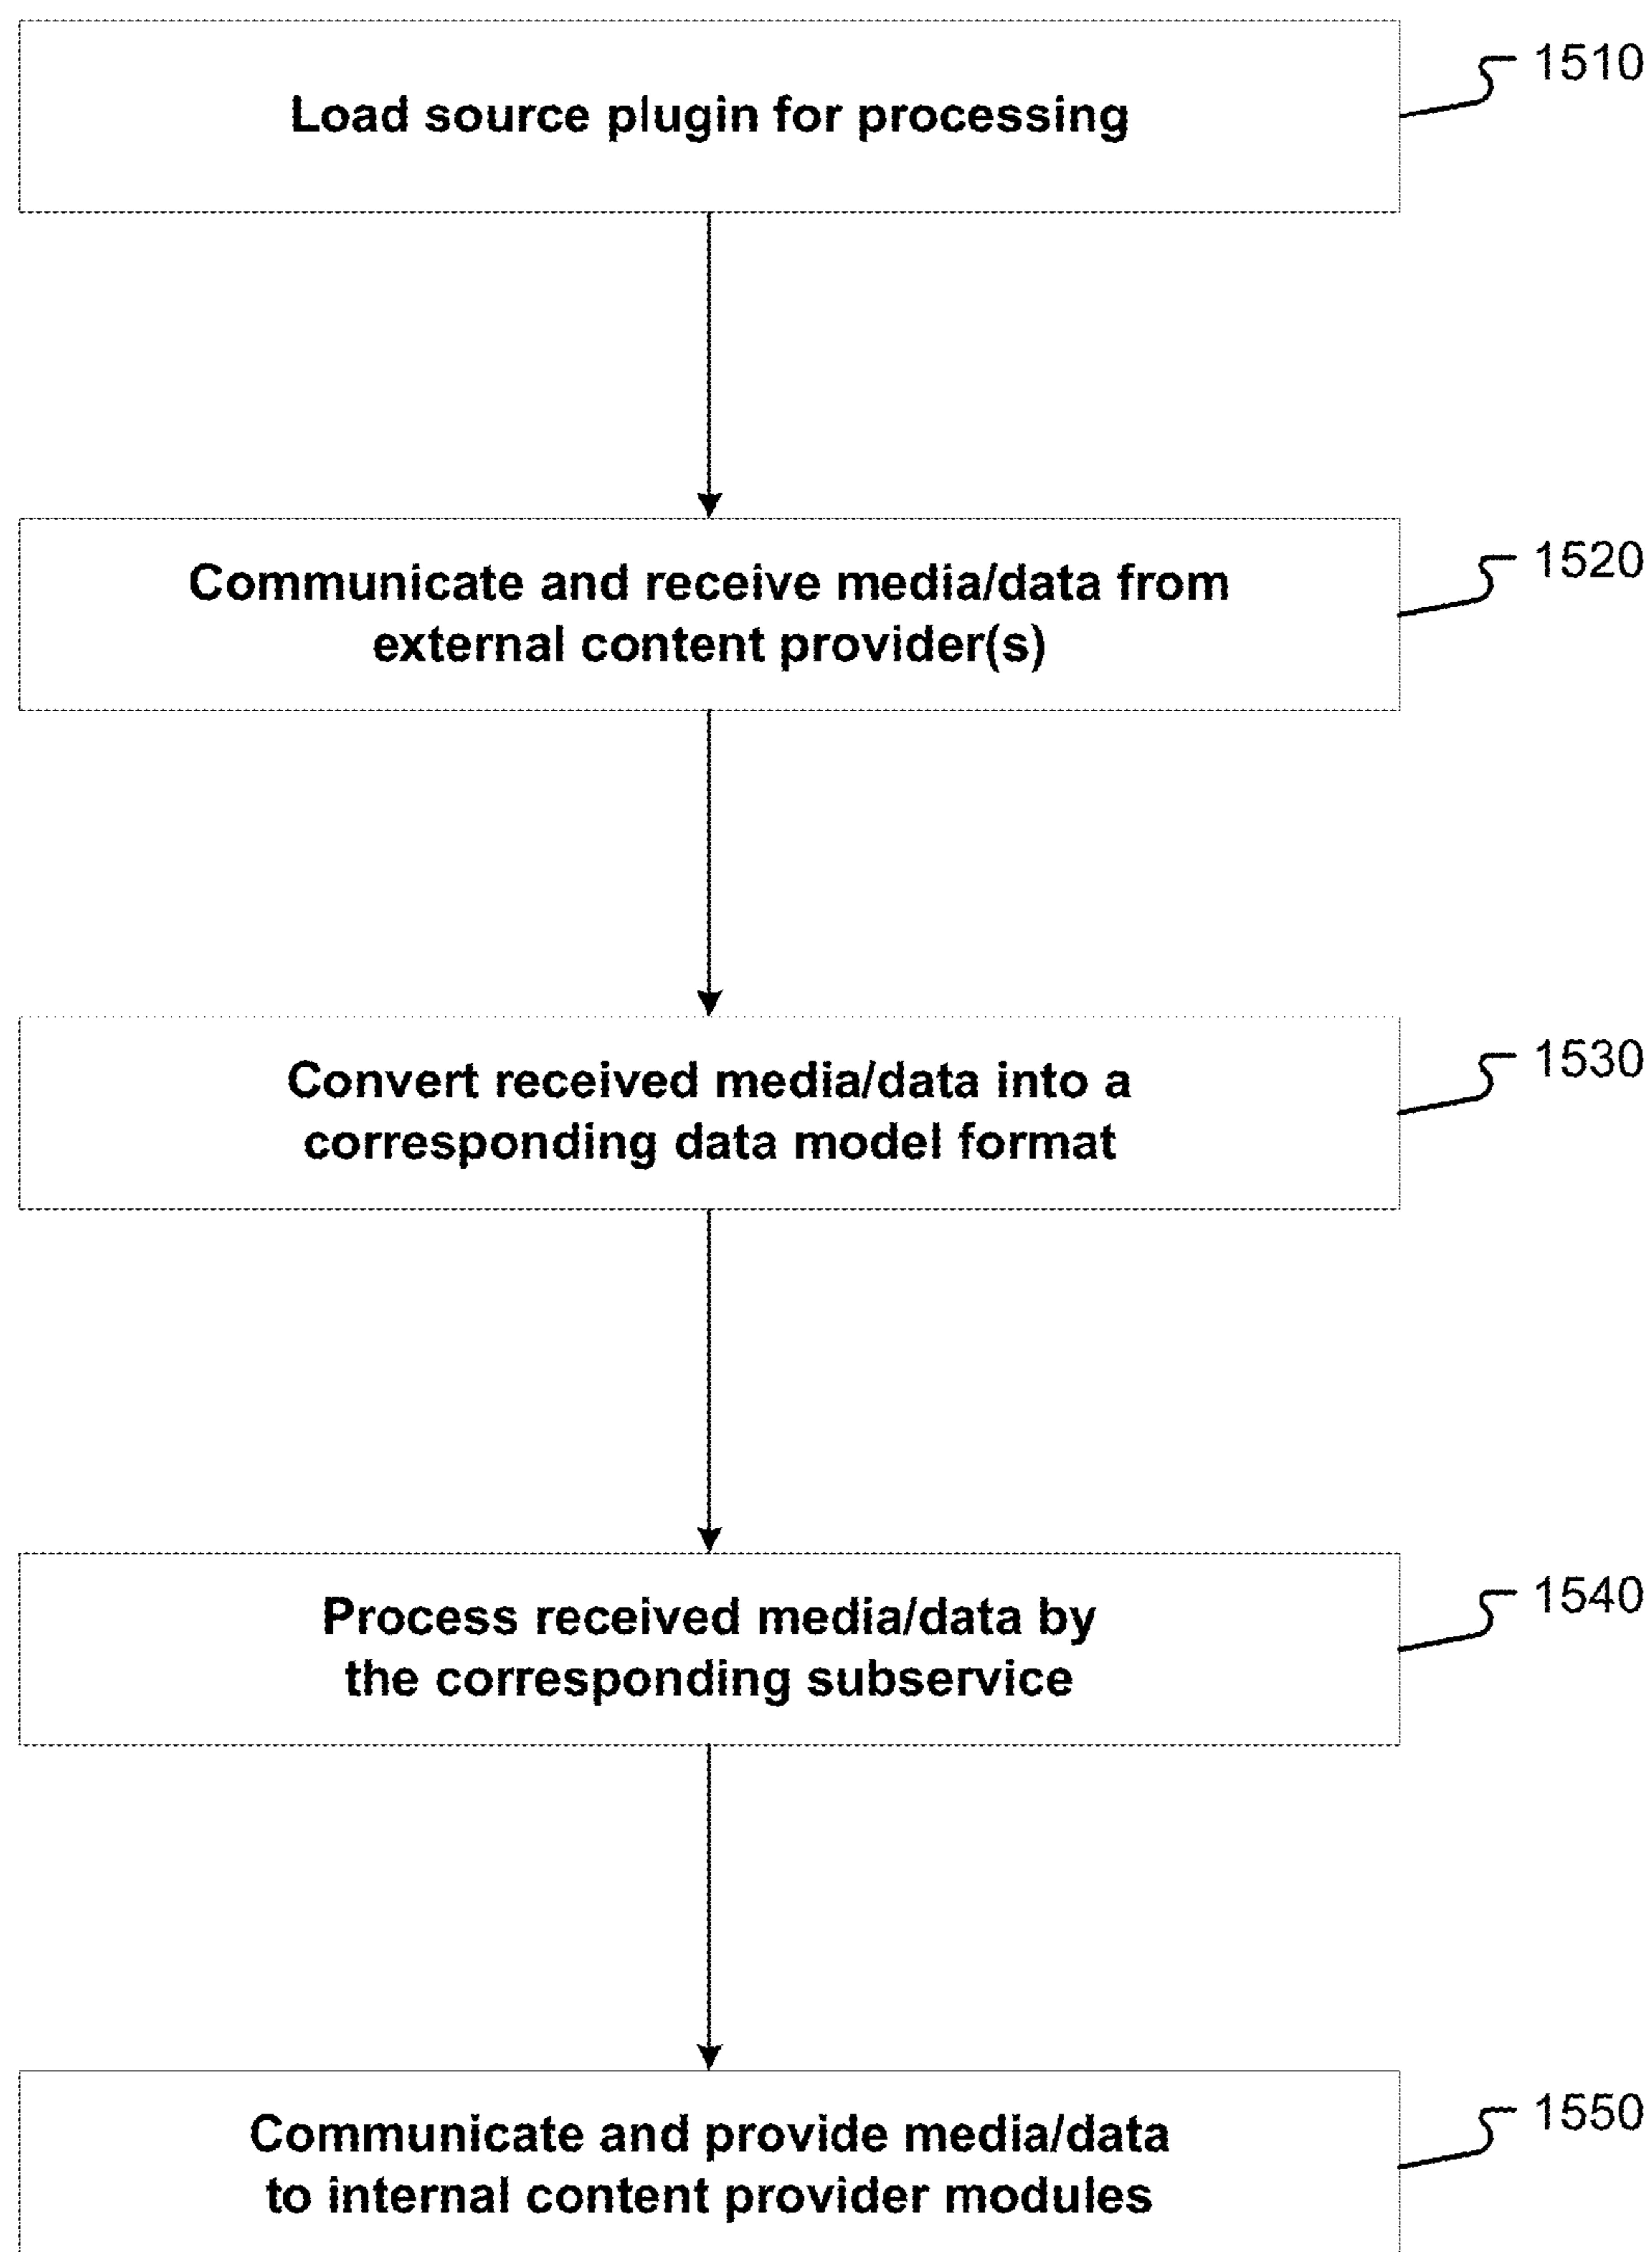 Load source plugin for processing
1510
Communicate and receive media/data from
external content provider(s)
1520
Convert received media/data into a
corresponding data model format
1530
Process received media/data by
the corresponding subservice
1540
Communicate and provide media/data
to internal content provider modules
1550